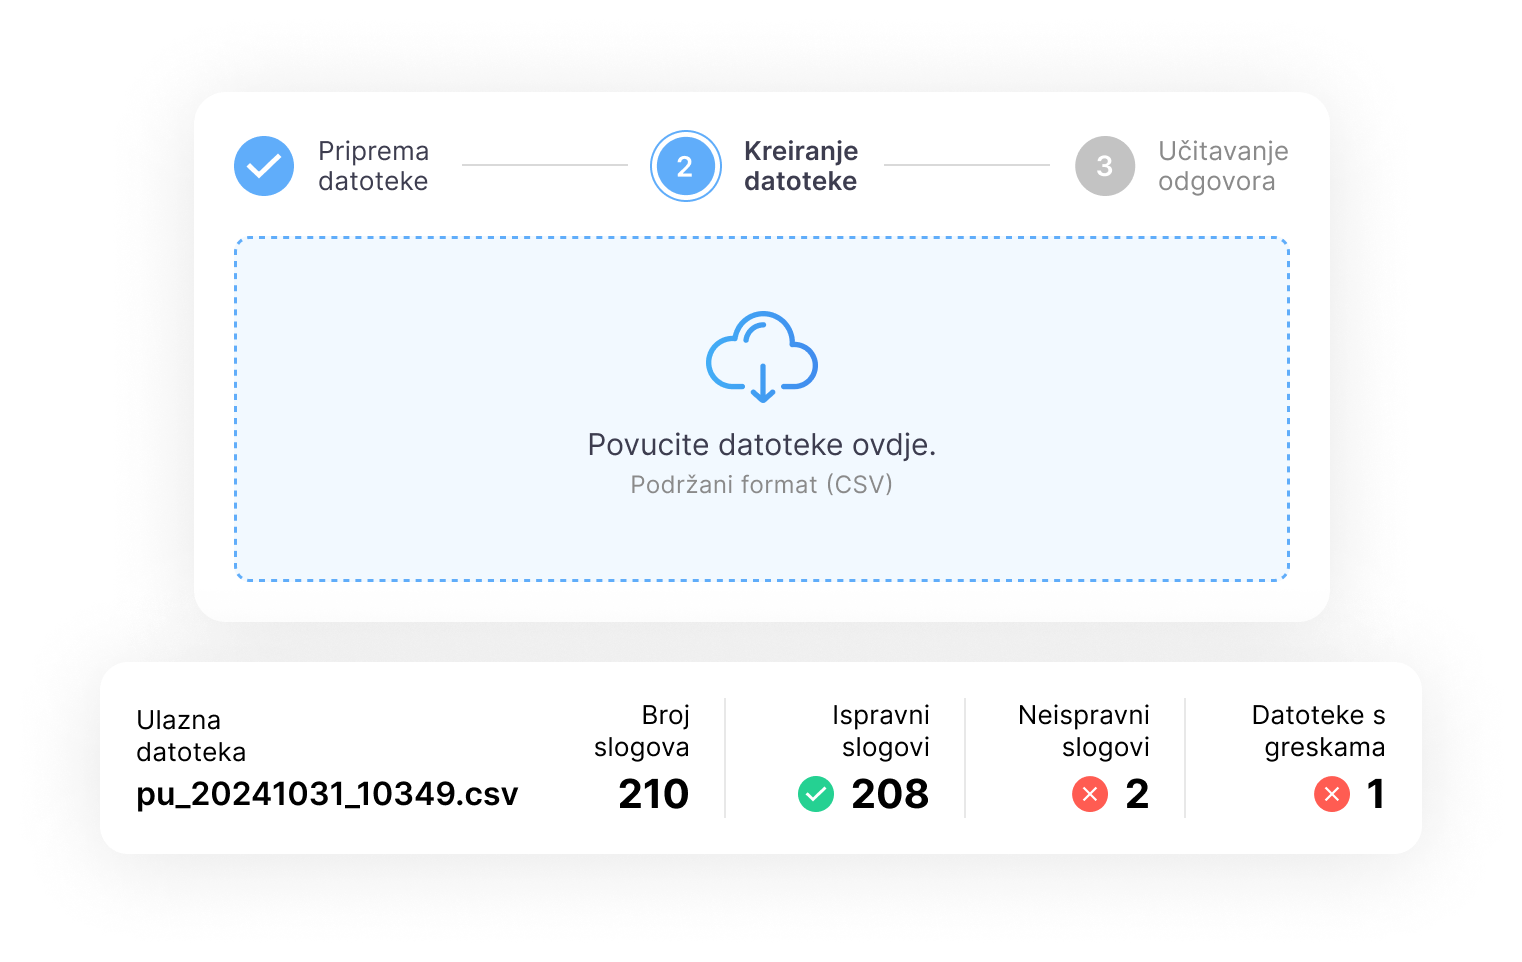 Priprema
datoteke
2
Kreiranje
datoteke
3
Učitavanje
odgovora
Povucite datoteke ovdje.
Podržani format (CSV)
Ulazna
datoteka
pu_20241031_10349.csv
Broj
slogova
210
Ispravni
slogovi
208
Neispravni
slogovi
2
Datoteke s
greskama
1